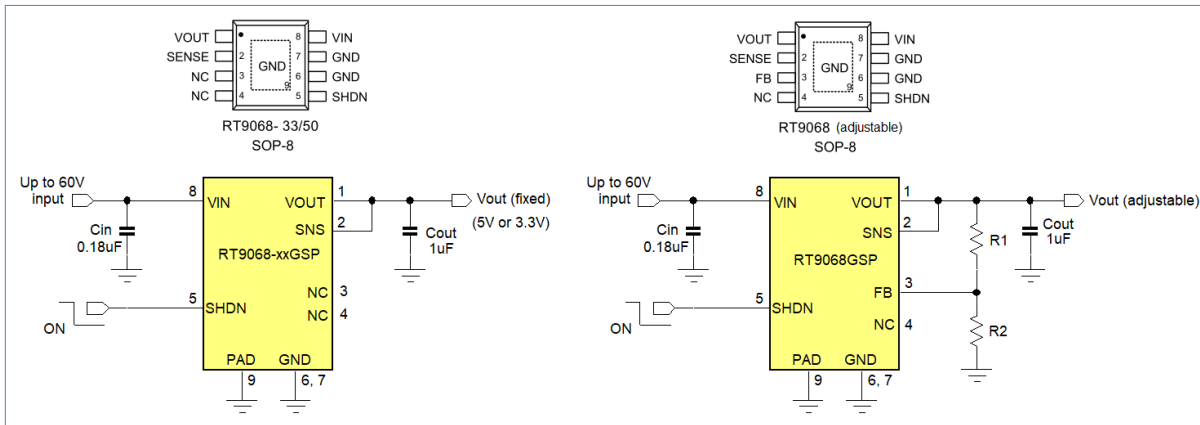 VOUT
SENSE
NC
NC
1
2
3
4
GND
9
8
7
6
5
VIN
GND
GND
SHDN
RT9068- 33/50
SOP-8
Up to 60V
input
Cin
0.18uF
8
VIN
VOUT
1
SNS
2
RT9068-xxGSP
Vout (fixed)
(5V or 3.3V)
Cout
1uF
NC
3
NC
4
5
SHDN
ON
PAD
GND
9
6, 7
VOUT
SENSE
FB
NC
2
3
4
GND
9
8
7
6
5
VIN
GND
GND
SHDN
RT9068 (adjustable)
SOP-8
Up to 60V
input
Cin
0.18uF
8
VIN
VOUT
1
SNS
2
RT9068GSP
Vout (adjustable)
R1
Cout
1uF
FB
3
NC
4
R2
5
SHDN
ON
PAD
GND
9
6, 7